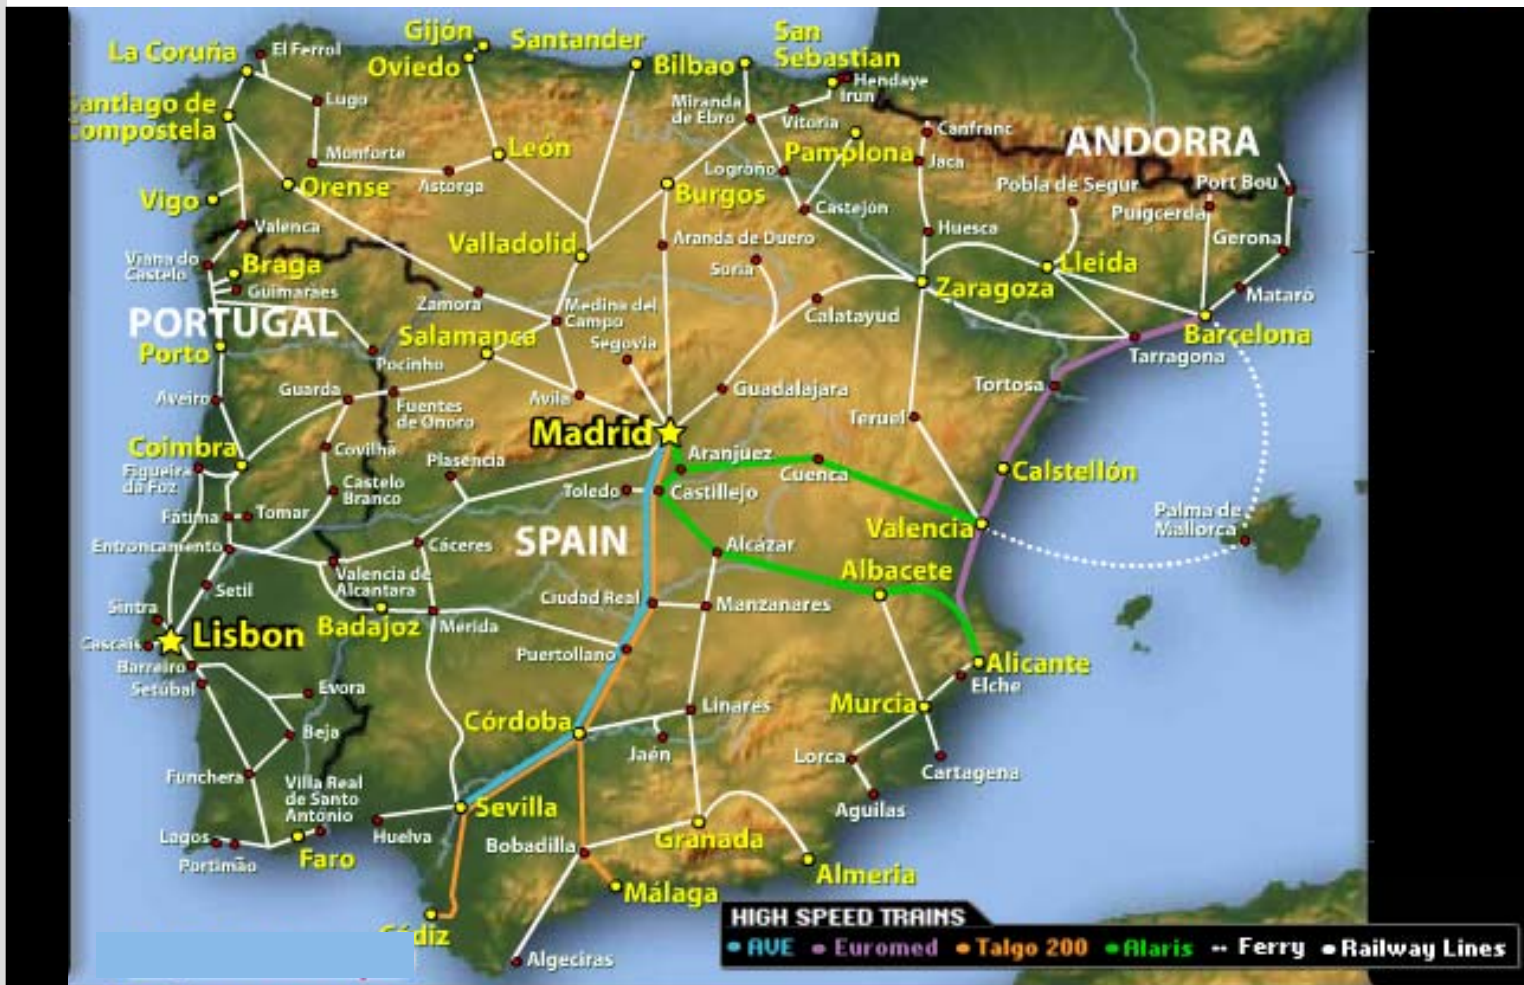 Gijón
Santander
San
Sebastian
La Coruña
El Ferrol
Oviedo
Bilbao
Hendaye
Irun
Santiago de
Compostela
Lugo
Miranda
de Ebro
Vitoria
Canfranc
ANDORRA
Monforte
León
Pamplona
Jaca
Astorga
Logroño
Pobla de Segur
Port Bou
Vigo
Orense
Burgos
Castejón
Puigcerda
Valenca
Valladolid
Aranda de Duero
Huesca
Gerona
Viana do
Castelo
Braga
Guimarães
Soria
Lleida
Zaragoza
Mataró
Zamora
Medina del
Campo
Calatayud
PORTUGAL
Salamanca
Segovia
Barcelona
Porto
Pocinho
Tarragona
Aveiro
Guarda
Fuentes
de Onoro
Avila
Guadalajara
Tortosa
Teruel
Madrid
Coimbra
Covilhã
Plasencia
Aranjuez
Cuenca
Calstellón
Figueira
da Foz
Castelo
Branco
Toledo
Castillejo
Palma de
Mallorca
Fátima
Tomar
SPAIN
Valencia
Entroncamento
Cáceres
Alcázar
Albacete
Valencia de
Alcantara
Setil
Sintra
Ciudad Real
Manzanares
Lisbon
Badajoz
Mérida
Cascais
Puertollano
Alicante
Barreiro
Setúbal
Evora
Elche
Córdoba
Linares
Murcia
Beja
Jaén
Lorca
Cartagena
Funchera
Villa Real
de Santo
António
Sevilla
Aguilas
Lagos
Portimão
Faro
Huelva
Bobadilla
Granada
Almeria
Málaga
Cádiz
Algeciras
HIGH SPEED TRAINS
AVE Euromed Talgo 200 Alaris Ferry Railway Lines